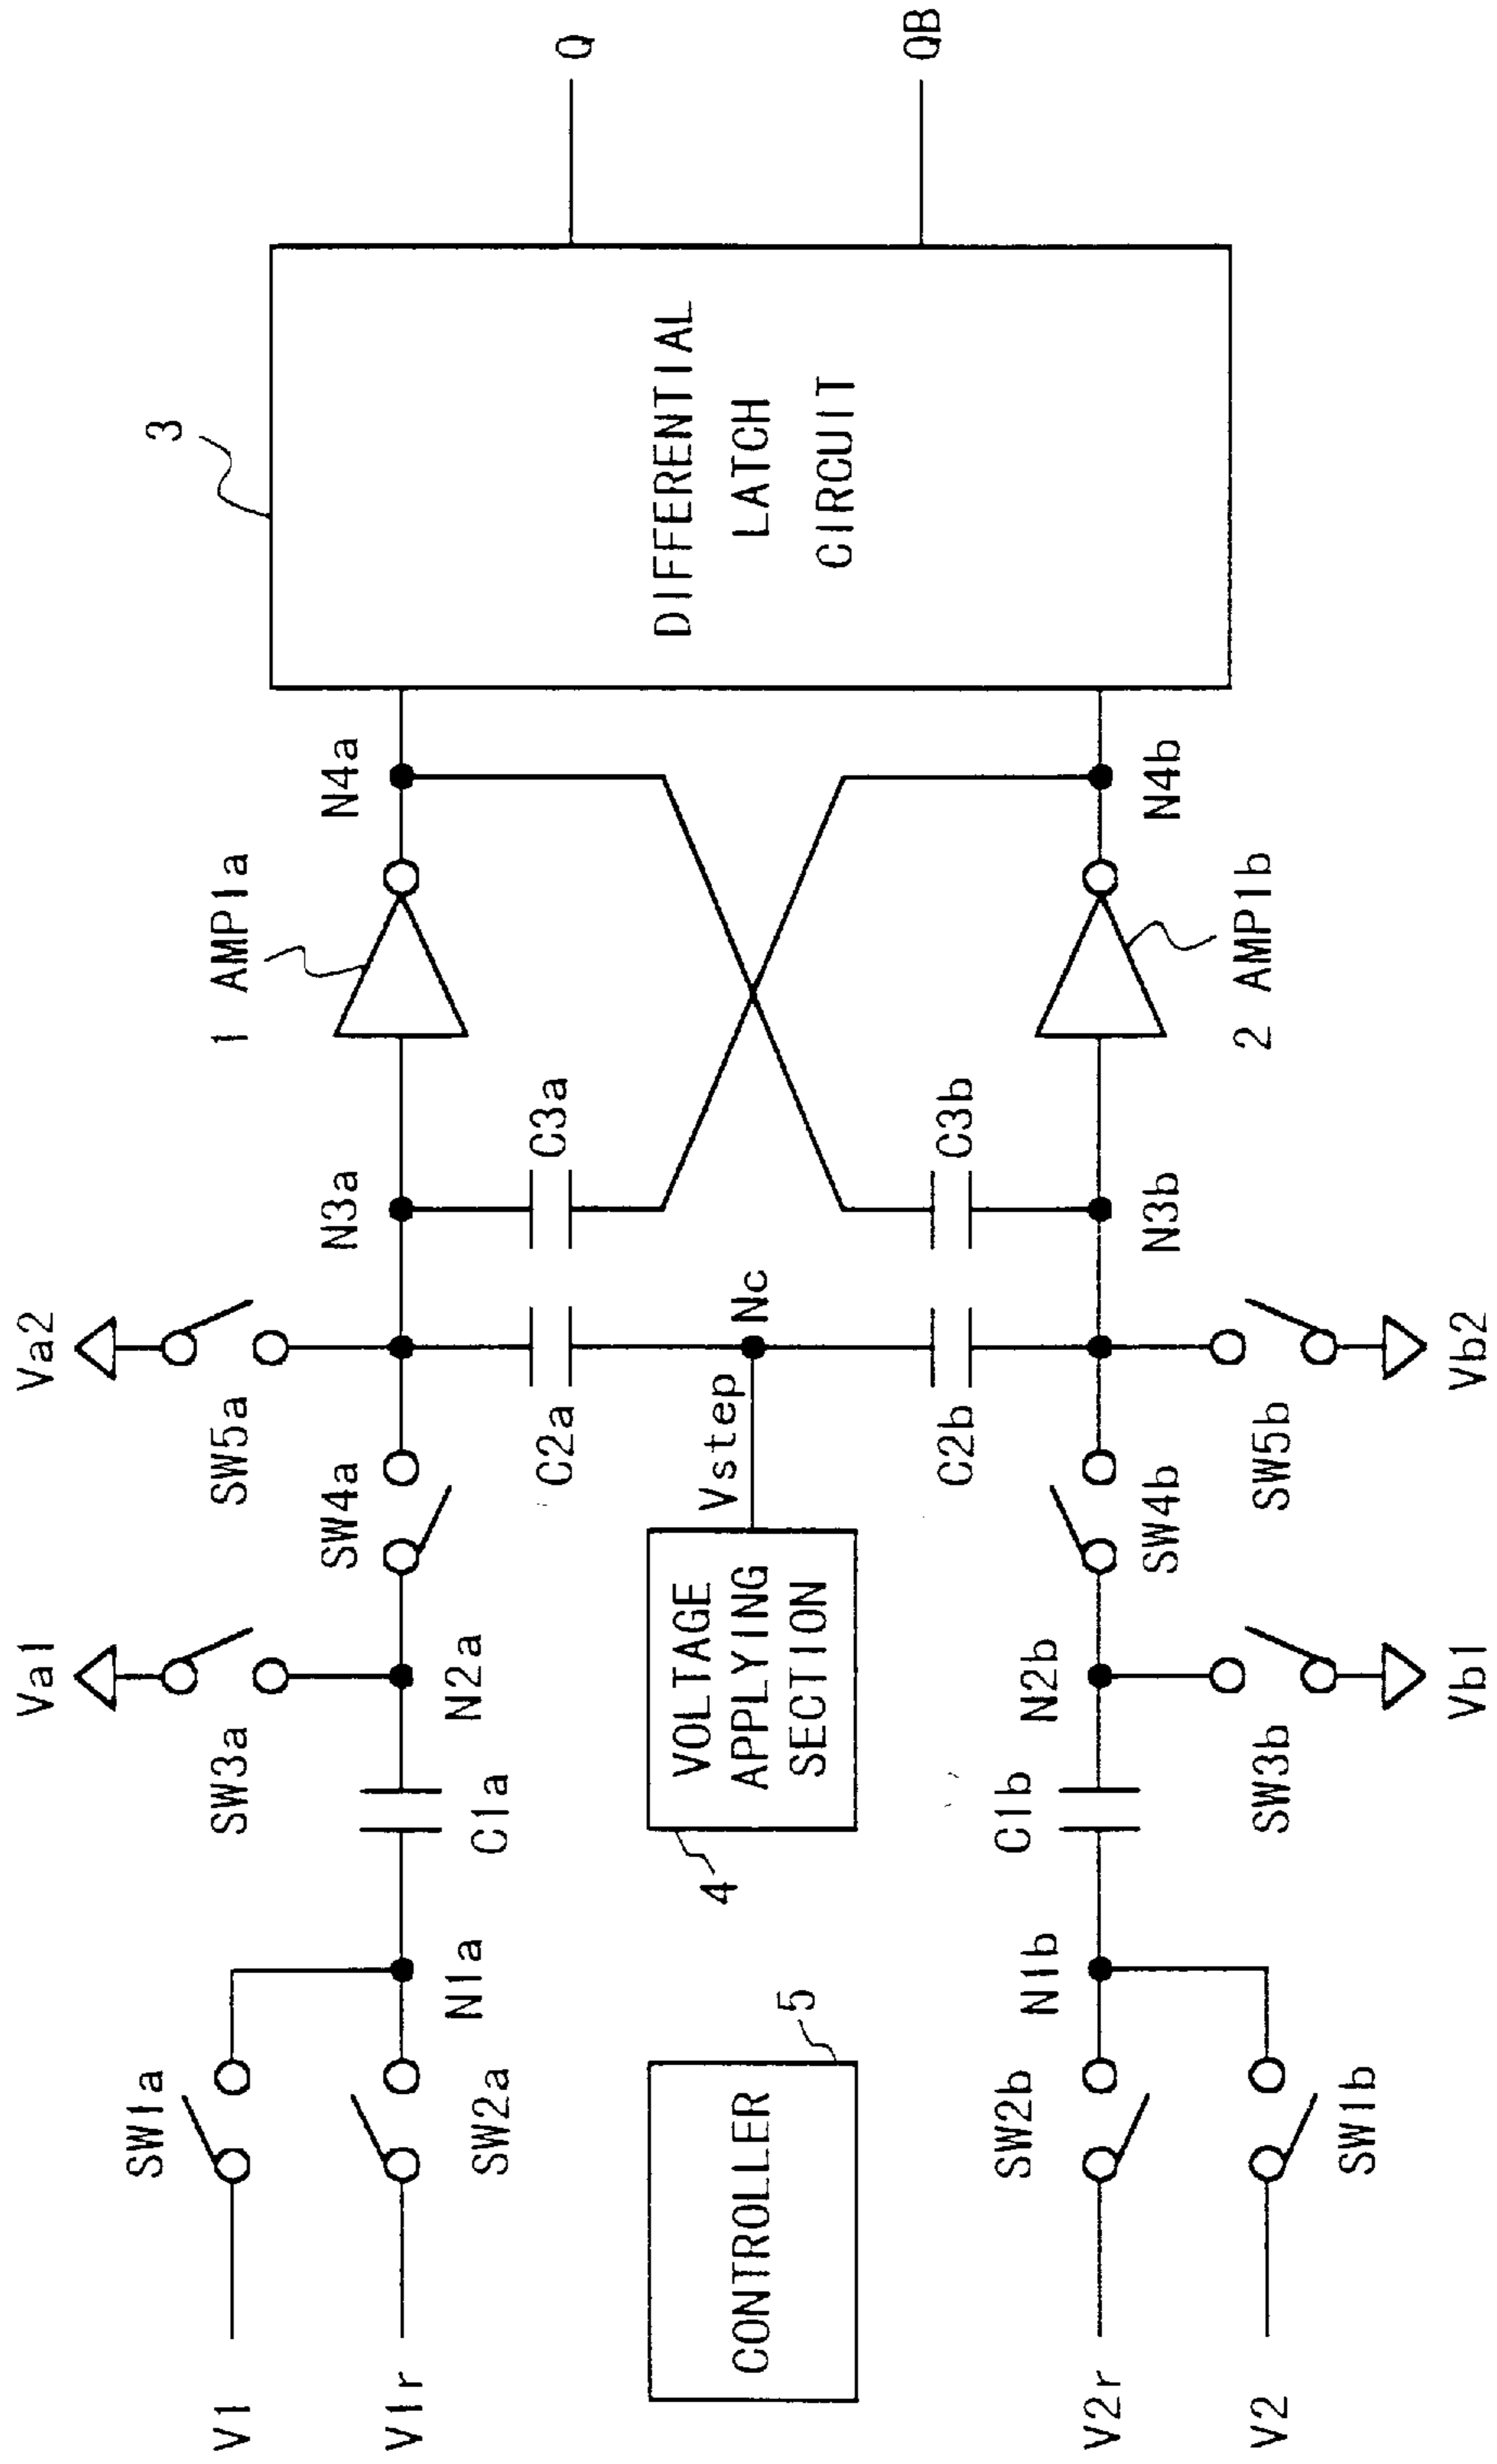 Va1
Va2
SW3a
SW5a
3
SW1a
1 AMP1a
SW4a
N3a
N4a
V1
V1r
SW2a
N1a
C1a
N2a
C2a
C3a
Q
CONTROLLER
5
4
VOLTAGE
APPLYING
SECTION
Vstep
Nc
DIFFERENTIAL
LATCH
CIRCUIT
QB
SW2b
N1b
C1b
N2b
C2b
C3b
V2r
V2
SW1b
SW3b
SW4b
SW5b
N3b
2 AMP1b
N4b
Vb1
Vb2